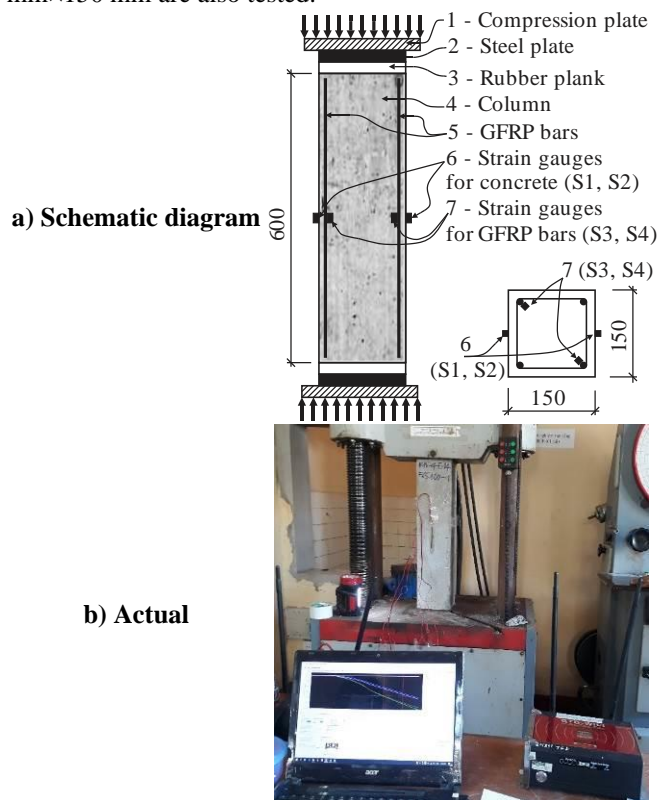 mm×150 mm are also tested.
1 - Compression plate
2 - Steel plate
3 - Rubber plank
4 - Column
5 - GFRP bars
6 - Strain gauges
for concrete (S1, S2)
7 - Strain gauges
for GFRP bars (S3, S4)
a) Schematic diagram
600
7 (S3, S4)
6
(S1, S2)
150
150
b) Actual
acer